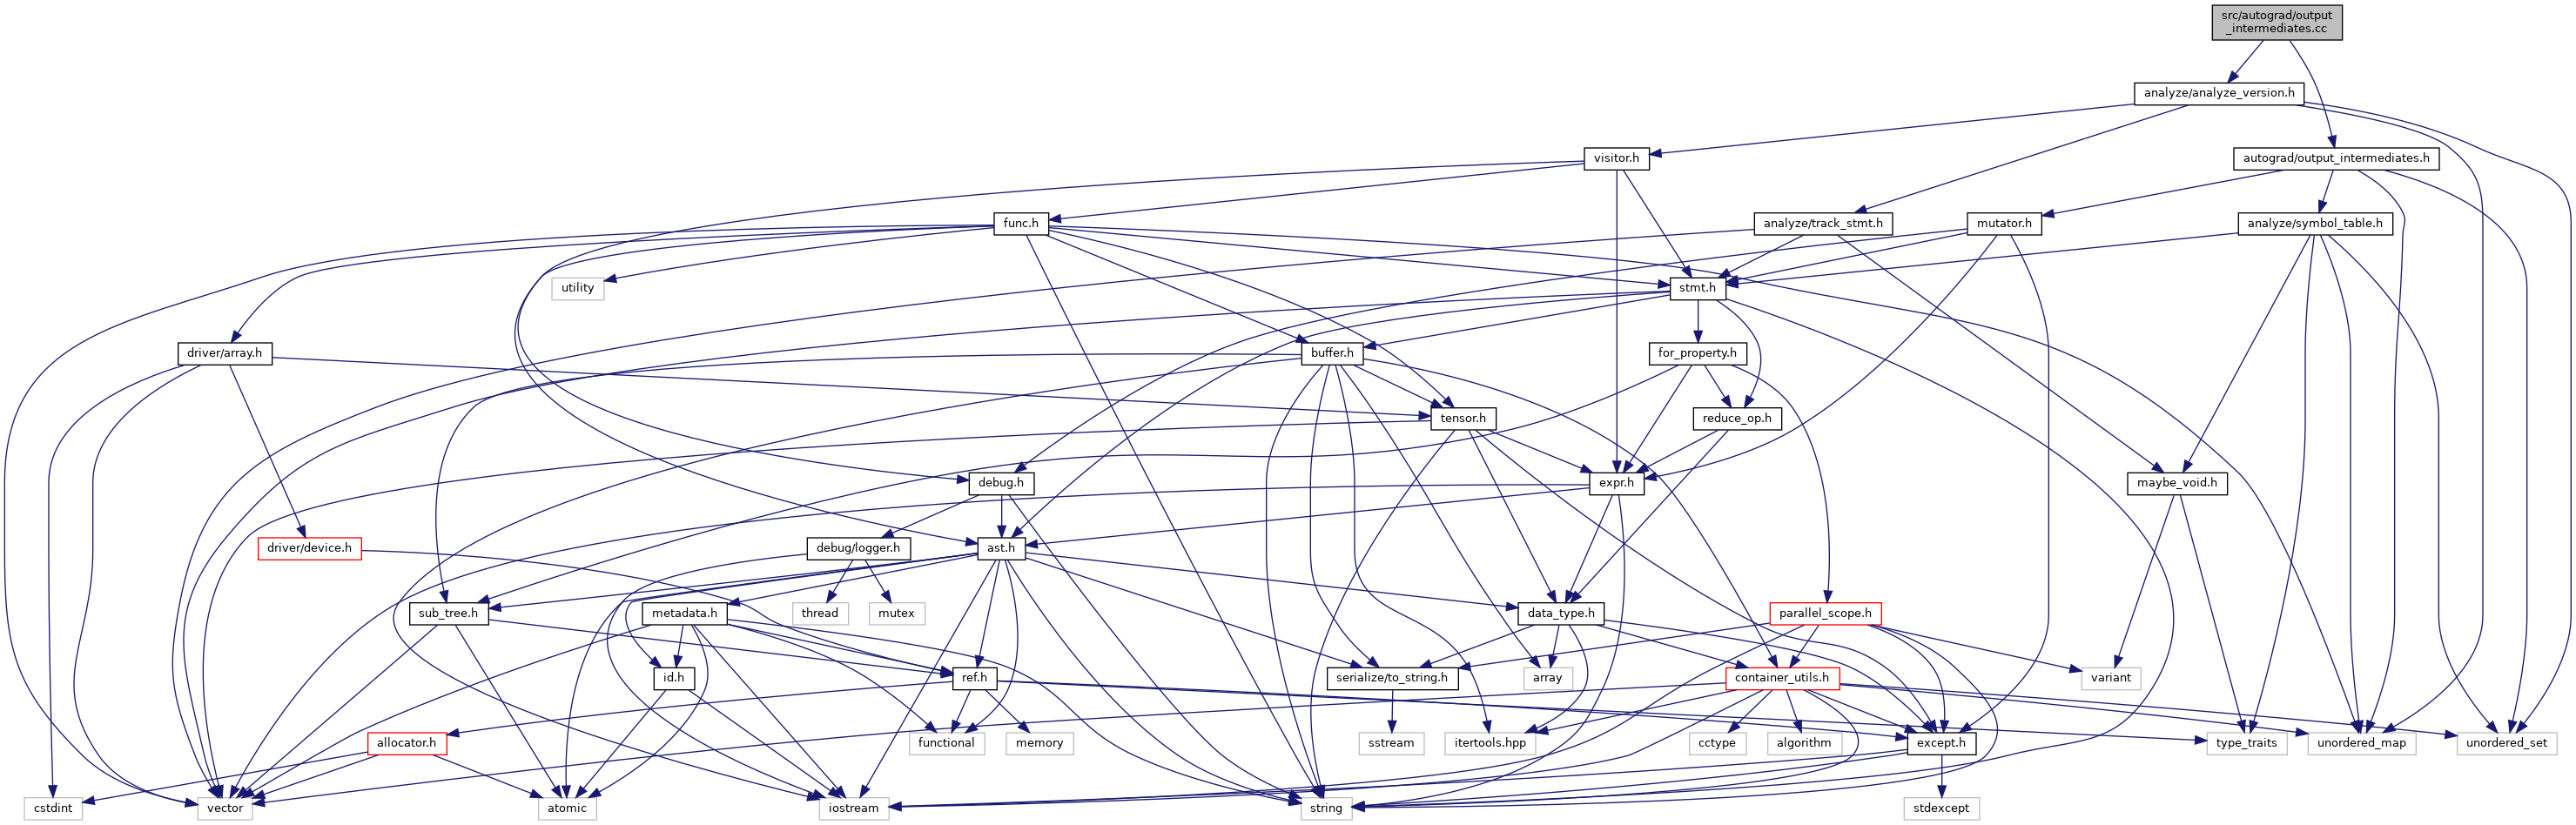 src/autograd/output
_intermediates.cc
analyze/analyze_version.h
visitor.h
autograd/output_intermediates.h
func.h
analyze/track_stmt.h
mutator.h
analyze/symbol_table.h
utility
stmt.h
driver/array.h
buffer.h
for_property.h
tensor.h
reduce_op.h
debug.h
expr.h
maybe_void.h
driver/device.h
debug/logger.h
ast.h
sub_tree.h
metadata.h
thread
mutex
data_type.h
parallel_scope.h
id.h
ref.h
serialize/to_string.h
array
container_utils.h
variant
allocator.h
functional
memory
sstream
itertools.hpp
cctype
algorithm
except.h
type_traits
unordered_map
unordered_set
cstdint
vector
atomic
iostream
string
stdexcept